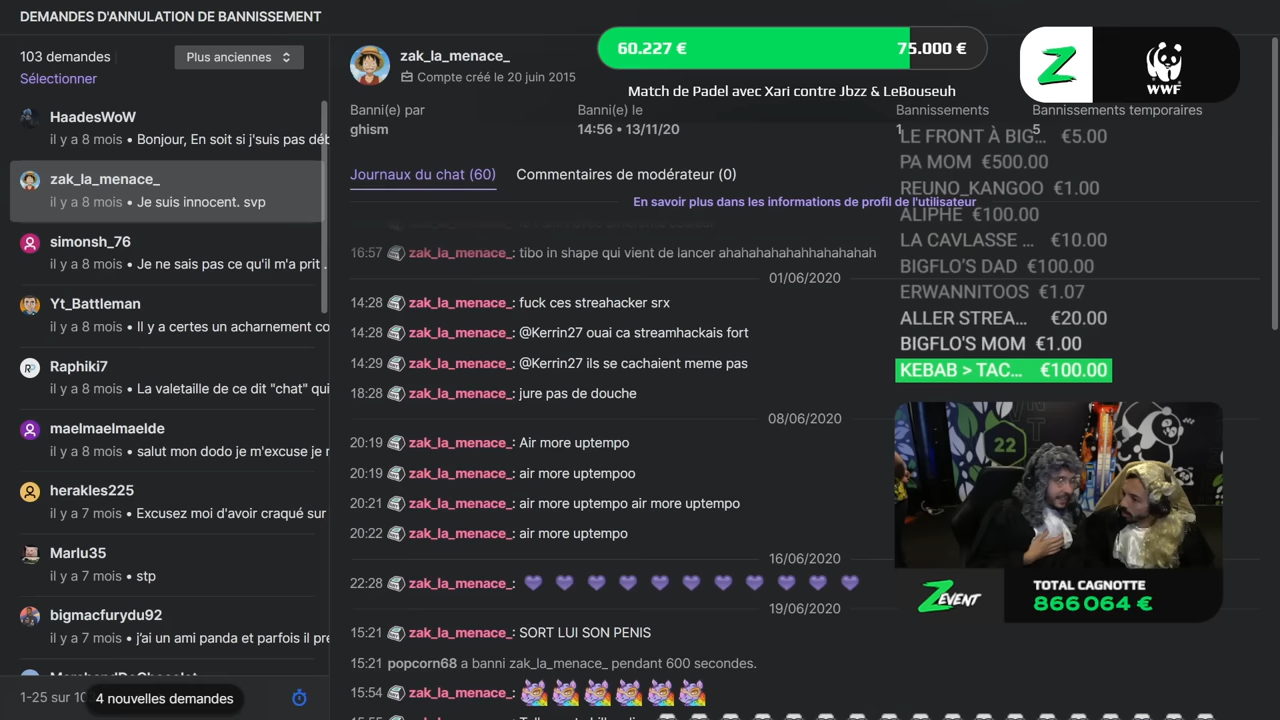 DEMANDES D'ANNULATION DE BANNISSEMENT
103 demandes
Plus anciennes
Sélectionner
HaadesWoW
il y a 8 mois • Bonjour, En soit si j'suis pas déb
zak_la_menace_
il y a 8 mois • Je suis innocent. svp
simonsh_76
il y a 8 mois • Je ne sais pas ce qu'il m'a prit .
Yt_Battleman
il y a 8 mois • Il y a certes un acharnement co
Raphiki7
il y a 8 mois • La valetaille de ce dit "chat" qui
maelmaelmaelde
il y a 8 mois • salut mon dodo je m'excuse je r
herakles225
il y a 7 mois • Excusez moi d'avoir craqué sur
Marlu35
il y a 7 mois • stp
bigmacfurydu92
il y a 7 mois • j'ai un ami panda et parfois il pre
1-25 sur 10
4 nouvelles demandes
zak_la_menace_
Compte créé le 20 juin 2015
Banni(e) par
ghism
Banni(e) le
14:56 • 13/11/20
Bannissements
1
Bannissements temporaires
5
Journaux du chat (60)
Commentaires de modérateur (0)
En savoir plus dans les informations de profil de l'utilisateur
16:57 zak_la_menace_: tibo in shape qui vient de lancer ahahahahahahhahahahah
01/06/2020
14:28 zak_la_menace_: fuck ces streahacker srx
14:28 zak_la_menace_: @Kerrin27 ouai ca streamhackais fort
14:29 zak_la_menace_: @Kerrin27 ils se cachaient meme pas
18:28 zak_la_menace_: jure pas de douche
08/06/2020
20:19 zak_la_menace_: Air more uptempo
20:19 zak_la_menace_: air more uptempoo
20:21 zak_la_menace_: air more uptempo air more uptempo
20:22 zak_la_menace_: air more uptempo
16/06/2020
22:28 zak_la_menace_: 💜 💜 💜 💜 💜 💜 💜 💜 💜 💜 💜
19/06/2020
15:21 zak_la_menace_: SORT LUI SON PENIS
15:21 popcorn68 a banni zak_la_menace_ pendant 600 secondes.
15:54 zak_la_menace_:
60.227 €
75.000 €
Match de Padel avec Xari contre Jbzz & LeBouseuh
Z
WWF
LE FRONT À BIG... €5.00
PA MOM €500.00
REUNO_KANGOO €1.00
ALIPHE €100.00
LA CAVLASSE ... €10.00
BIGFLO'S DAD €100.00
ERWANNITOOS €1.07
ALLER STREA... €20.00
BIGFLO'S MOM €1.00
KEBAB > TAC... €100.00
22
ZEVENT
TOTAL CAGNOTTE
866 064 €